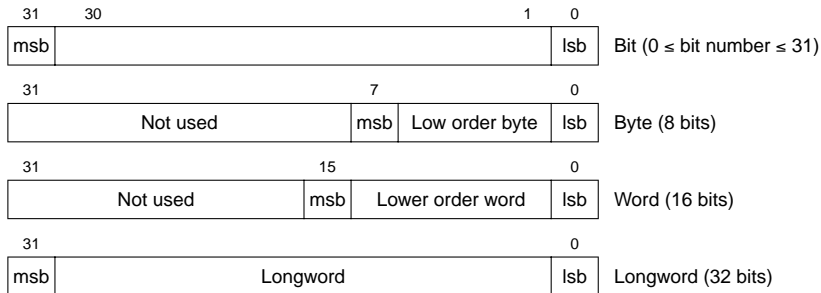 31 30 1 0
msb lsb Bit (0 ≤ bit number ≤ 31)
31 7 0
Not used msb Low order byte lsb Byte (8 bits)
31 15 0
Not used msb Lower order word lsb Word (16 bits)
31 0
msb Longword lsb Longword (32 bits)